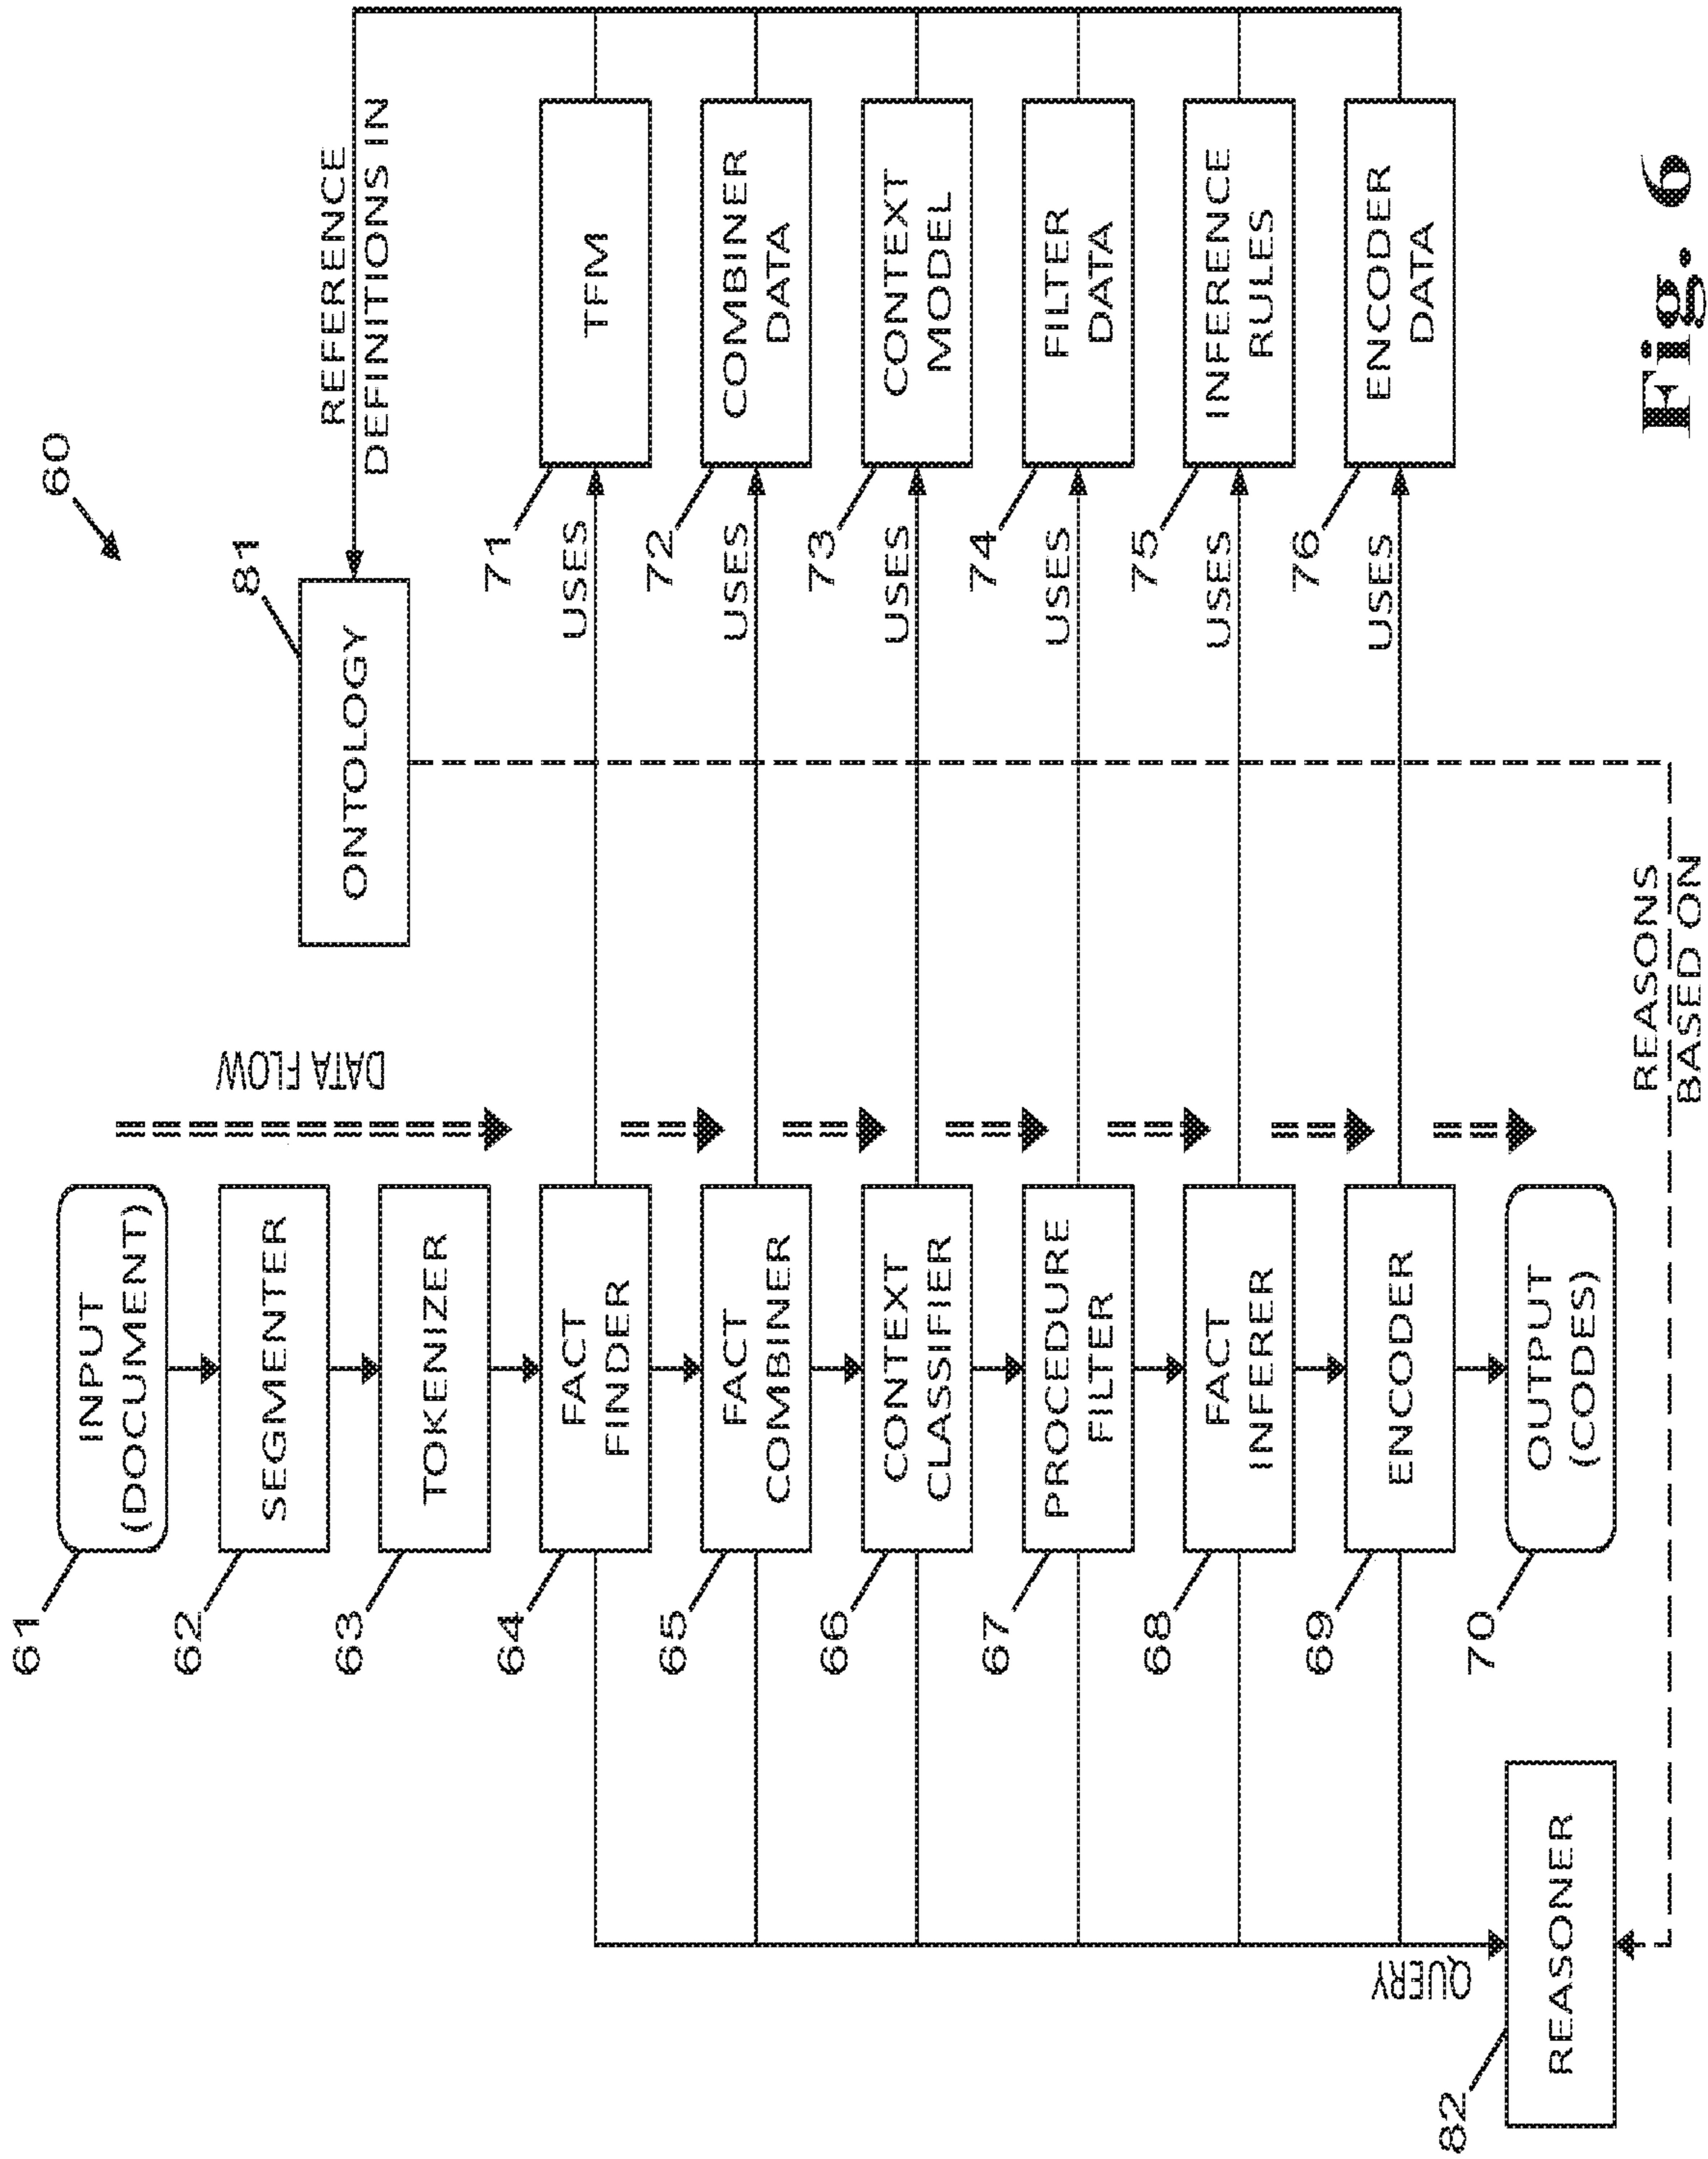 60
61
INPUT
(DOCUMENT)
62
SEGMENTER
63
TOKENIZER
64
FACT
FINDER
65
FACT
COMBINER
66
CONTEXT
CLASSIFIER
67
PROCEDURE
FILTER
68
FACT
INFERER
69
ENCODER
70
OUTPUT
(CODES)
DATA FLOW
81
ONTOLOGY
REFERENCE
DEFINITIONS IN
71
USES
TFM
72
USES
COMBINER
DATA
73
USES
CONTEXT
MODEL
74
USES
FILTER
DATA
75
USES
INFERENCE
RULES
76
USES
ENCODER
DATA
QUERY
82
REASONER
REASONS
BASED ON
Fig. 6